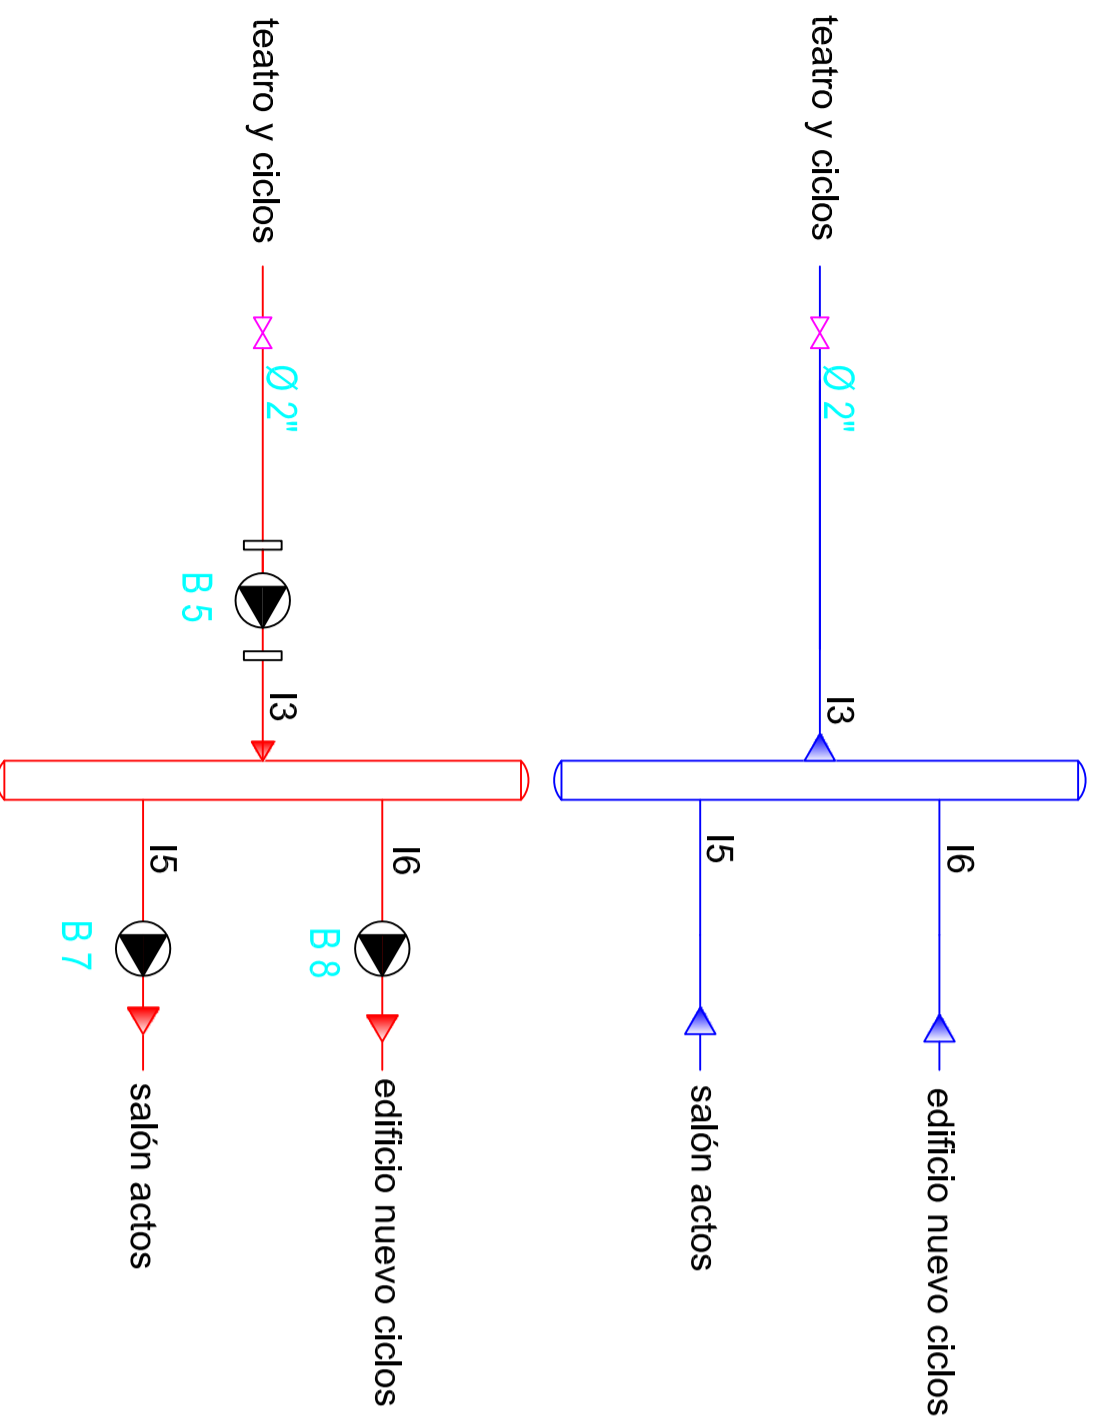 I6
edificio nuevo ciclos
teatro y ciclos
Ø 2"
I3
I5
salón actos
I6
edificio nuevo ciclos
B 8
teatro y ciclos
Ø 2"
I3
B 5
I5
salón actos
B 7